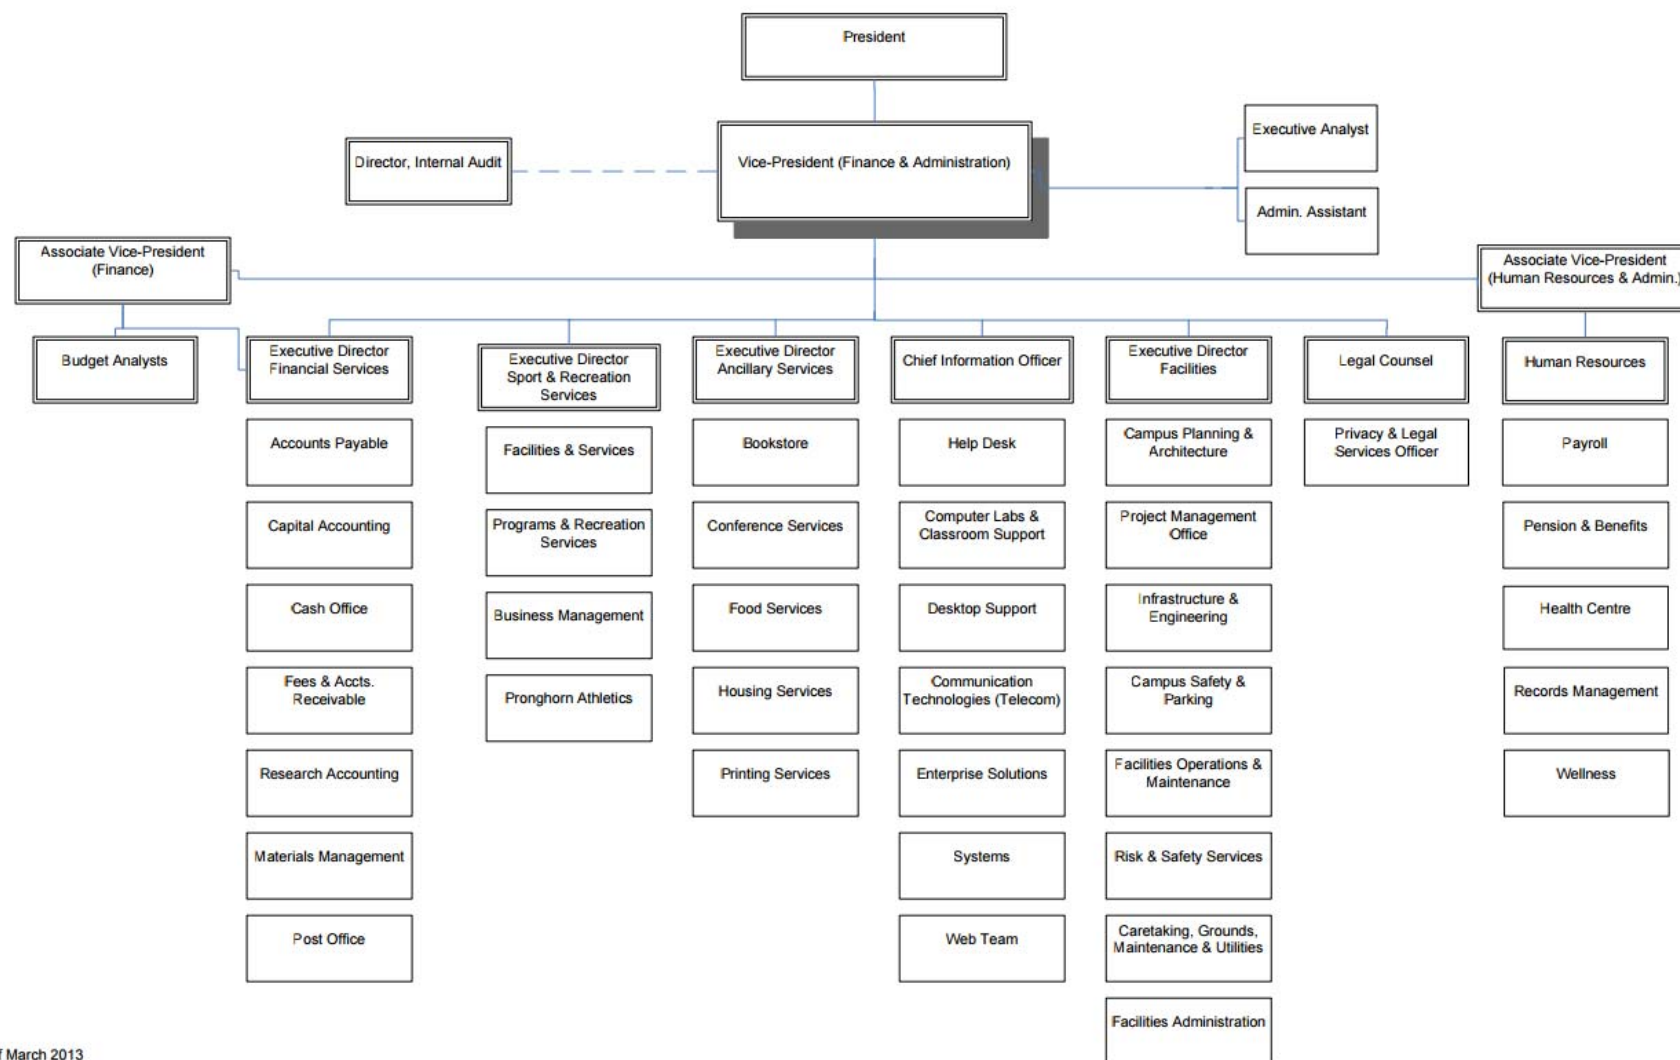 President
Executive Analyst
Director, Internal Audit
Vice-President (Finance & Administration)
Admin. Assistant
Associate Vice-President
(Finance)
Associate Vice-President
(Human Resources & Admin.)
Budget Analysts
Executive Director
Financial Services
Executive Director
Sport & Recreation
Services
Executive Director
Ancillary Services
Chief Information Officer
Executive Director
Facilities
Legal Counsel
Human Resources
Accounts Payable
Capital Accounting
Cash Office
Fees & Accts.
Receivable
Research Accounting
Materials Management
Post Office
Facilities & Services
Programs & Recreation
Services
Business Management
Pronghorn Athletics
Bookstore
Conference Services
Food Services
Housing Services
Printing Services
Help Desk
Computer Labs &
Classroom Support
Desktop Support
Communication
Technologies (Telecom)
Enterprise Solutions
Systems
Web Team
Campus Planning &
Architecture
Project Management
Office
Infrastructure &
Engineering
Campus Safety &
Parking
Facilities Operations &
Maintenance
Risk & Safety Services
Caretaking, Grounds,
Maintenance & Utilities
Facilities Administration
Privacy & Legal
Services Officer
Payroll
Pension & Benefits
Health Centre
Records Management
Wellness
March 2013